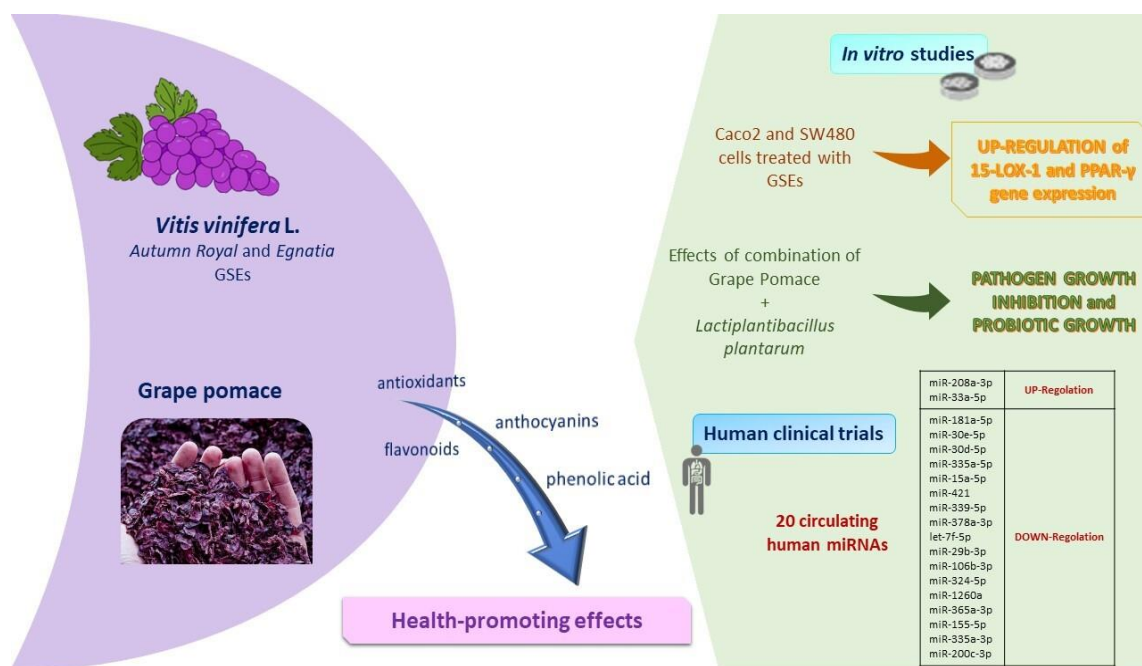 Vitis vinifera L.
Autumn Royal and Egnatia
GSEs
Grape pomace
antioxidants
anthocyanins
flavonoids
phenolic acid
Health-promoting effects
In vitro studies
Caco2 and SW480
cells treated with
GSEs
UP-REGULATION of
15-LOX-1 and PPAR-γ
gene expression
Effects of combination of
Grape Pomace
+
Lactiplantibacillus
plantarum
PATHOGEN GROWTH
INHIBITION and
PROBIOTIC GROWTH
Human clinical trials
20 circulating
human miRNAs
miR-208a-3p
miR-33a-5p
UP-Regolation
miR-181a-5p
miR-30e-5p
miR-30d-5p
miR-335a-5p
miR-15a-5p
miR-421
miR-339-5p
miR-378a-3p
let-7f-5p
miR-29b-3p
miR-106b-3p
miR-324-5p
miR-1260a
miR-365a-3p
miR-155-5p
miR-335a-3p
miR-200c-3p
DOWN-Regolation